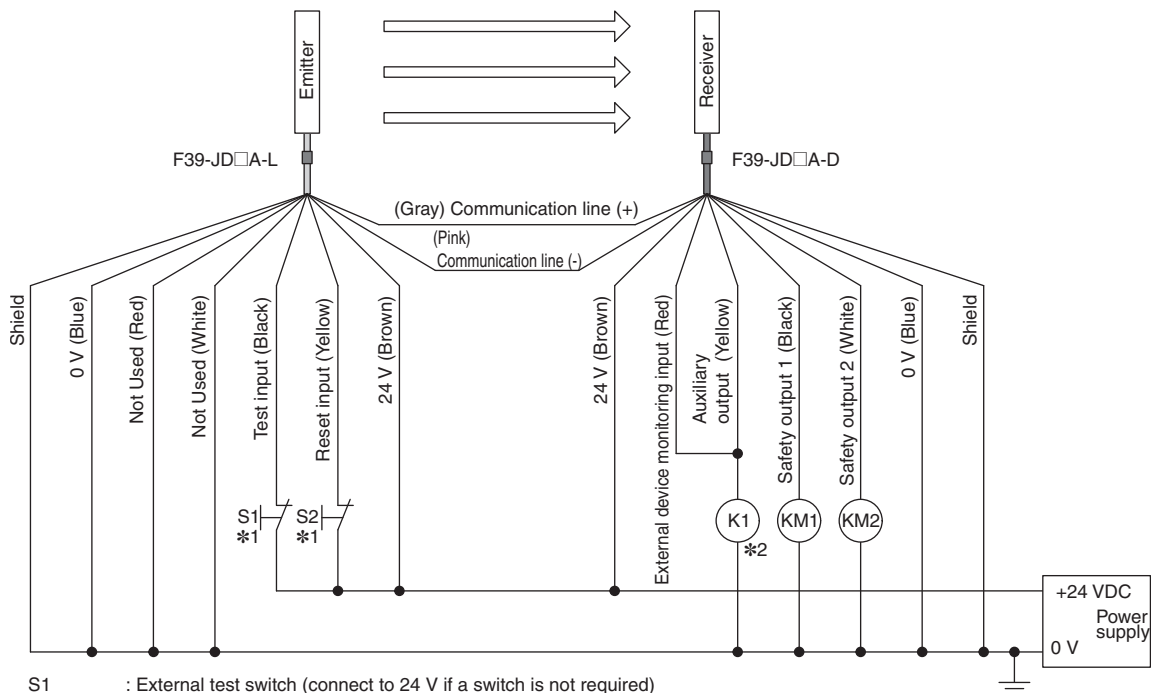 Emitter
Receiver
F39-JD□A-L
F39-JD□A-D
(Gray) Communication line (+)
(Pink)
Communication line (-)
Shield
0 V (Blue)
Not Used (Red)
Not Used (White)
Test input (Black)
Reset input (Yellow)
24 V (Brown)
24 V (Brown)
External device monitoring input (Red)
Auxiliary
output (Yellow)
Safety output 1 (Black)
Safety output 2 (White)
0 V (Blue)
Shield
S1
*1
S2
*1
K1
*2
KM1
KM2
+24 VDC
Power
supply
0 V
S1 : External test switch (connect to 24 V if a switch is not required)